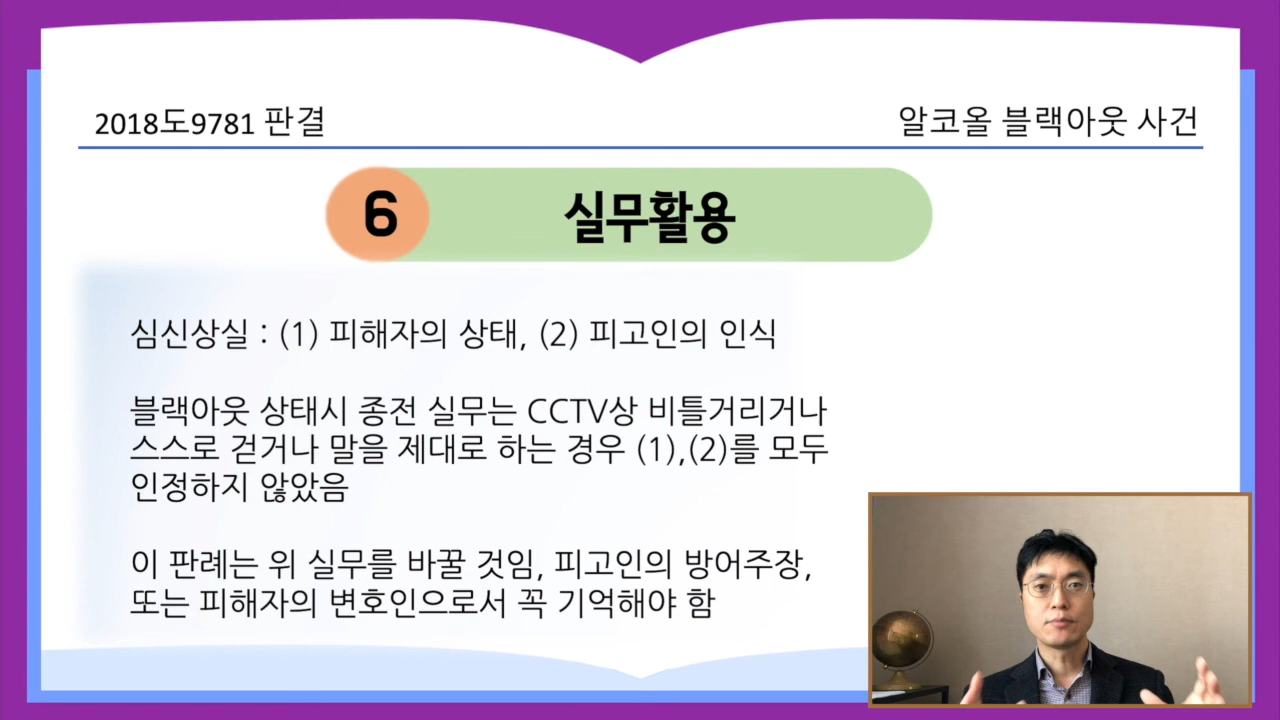 2018도9781 판결
알코올 블랙아웃 사건
6
실무활용
심신상실 : (1) 피해자의 상태, (2) 피고인의 인식
블랙아웃 상태시 종전 실무는 CCTV상 비틀거리거나
스스로 걷거나 말을 제대로 하는 경우 (1),(2)를 모두
인정하지 않았음
이 판례는 위 실무를 바꿀 것임, 피고인의 방어주장,
또는 피해자의 변호인으로서 꼭 기억해야 함